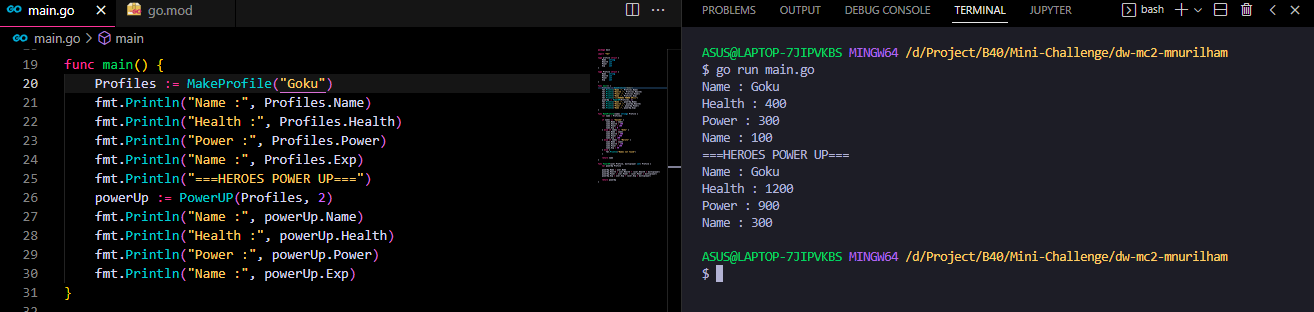 main.go
go.mod
main.go > main
19 func main() {
20 Profiles := MakeProfile("Goku")
21 fmt.Println("Name :", Profiles.Name)
22 fmt.Println("Health :", Profiles.Health)
23 fmt.Println("Power :", Profiles.Power)
24 fmt.Println("Name :", Profiles.Exp)
25 fmt.Println("===HEROES POWER UP===")
26 powerUp := PowerUP(Profiles, 2)
27 fmt.Println("Name :", powerUp.Name)
28 fmt.Println("Health :", powerUp.Health)
29 fmt.Println("Power :", powerUp.Power)
30 fmt.Println("Name :", powerUp.Exp)
31 }
PROBLEMS OUTPUT DEBUG CONSOLE TERMINAL JUPYTER bash
ASUS@LAPTOP-7JIPVKBS MINGW64 /d/Project/B40/Mini-Challenge/dw-mc2-mnurilham
$ go run main.go
Name : Goku
Health : 400
Power : 300
Name : 100
===HEROES POWER UP===
Name : Goku
Health : 1200
Power : 900
Name : 300
ASUS@LAPTOP-7JIPVKBS MINGW64 /d/Project/B40/Mini-Challenge/dw-mc2-mnurilham
$